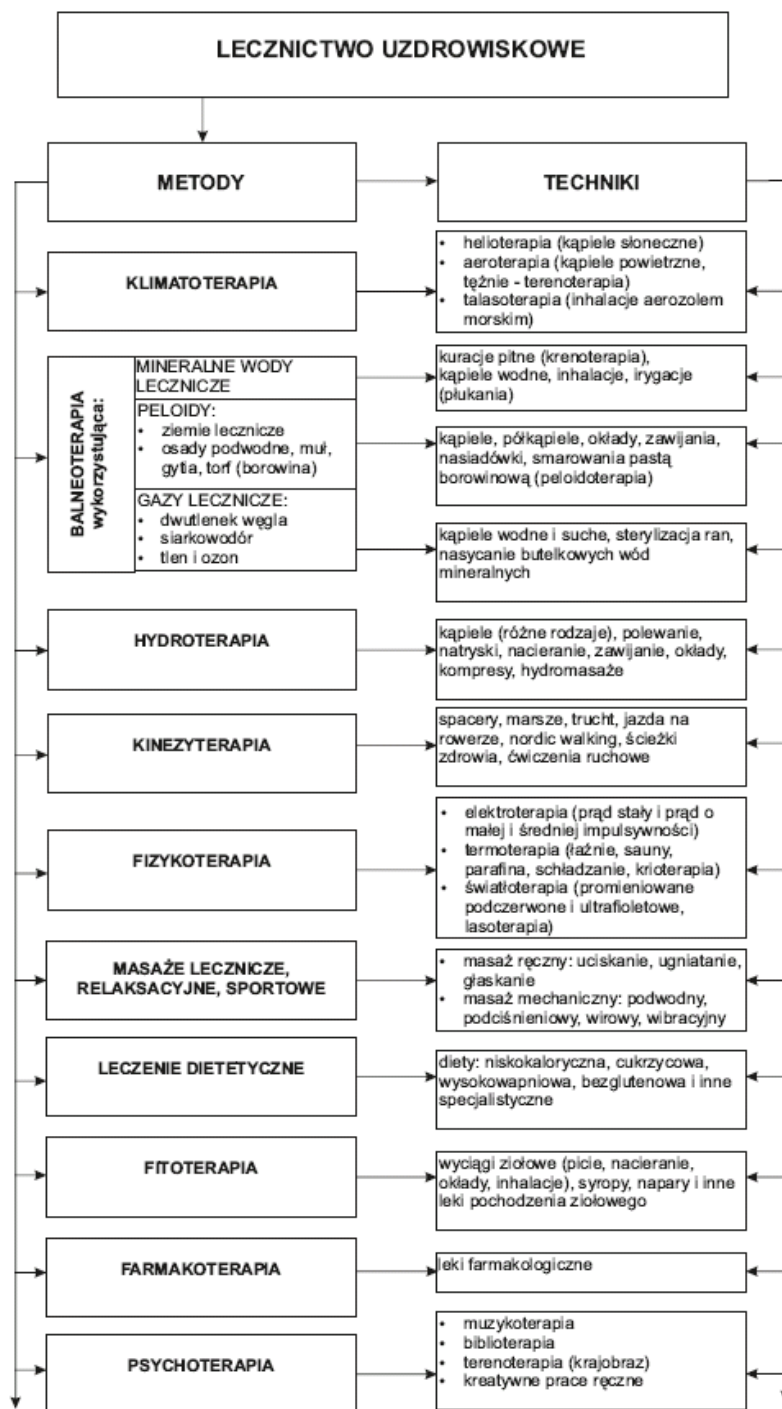 LECZNICTWO UZDROWISKOWE
METODY
TECHNIKI
KLIMATOTERAPIA
• helioterapia (kąpiele słoneczne)
• aeroterapia (kąpiele powietrzne,
tężnie - terenoterapia)
• talasoterapia (inhalacje aerozolem
morskim)
BALNEOTERAPIA
wykorzystująca:
MINERALNE WODY
LECZNICZE
kuracje pitne (krenoterapia),
kąpiele wodne, inhalacje, irygacje
(płukania)
PELOIDY:
• ziemie lecznicze
• osady podwodne, muł,
gytia, torf (borowina)
kąpiele, półkąpiele, okłady, zawijania,
nasiadówki, smarowania pastą
borowinową (peloidoterapia)
GAZY LECZNICZE:
• dwutlenek węgla
• siarkowodór
• tlen i ozon
kąpiele wodne i suche, sterylizacja ran,
nasycanie butelkowych wód
mineralnych
HYDROTERAPIA
kąpiele (różne rodzaje), polewanie,
natryski, nacieranie, zawijanie, okłady,
kompresy, hydromasaże
KINEZYTERAPIA
spacery, marsze, trucht, jazda na
rowerze, nordic walking, ścieżki
zdrowia, ćwiczenia ruchowe
FIZYKOTERAPIA
• elektroterapia (prąd stały i prąd o
małej i średniej impulsywności)
• termoterapia (łaźnie, sauny,
parafina, schładzanie, krioterapia)
• światłoterapia (promieniowane
podczerwone i ultrafioletowe,
lasoterapia)
MASAŻE LECZNICZE,
RELAKSACYJNE, SPORTOWE
• masaż ręczny: uciskanie, ugniatanie,
głaskanie
• masaż mechaniczny: podwodny,
podciśnieniowy, wirowy, wibracyjny
LECZENIE DIETETYCZNE
diety: niskokaloryczna, cukrzycowa,
wysokowapniowa, bezglutenowa i inne
specjalistyczne
FITOTERAPIA
wyciągi ziołowe (picie, nacieranie,
okłady, inhalacje), syropy, napary i inne
leki pochodzenia ziołowego
FARMAKOTERAPIA
leki farmakologiczne
PSYCHOTERAPIA
• muzykoterapia
• biblioterapia
• terenoterapia (krajobraz)
• kreatywne prace ręczne